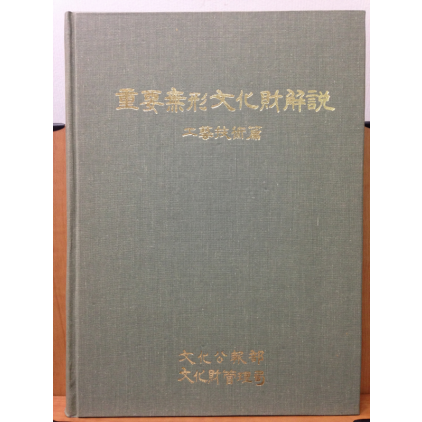 重要無形文化財解説
工藝技術篇
文化公報部
文化財管理局